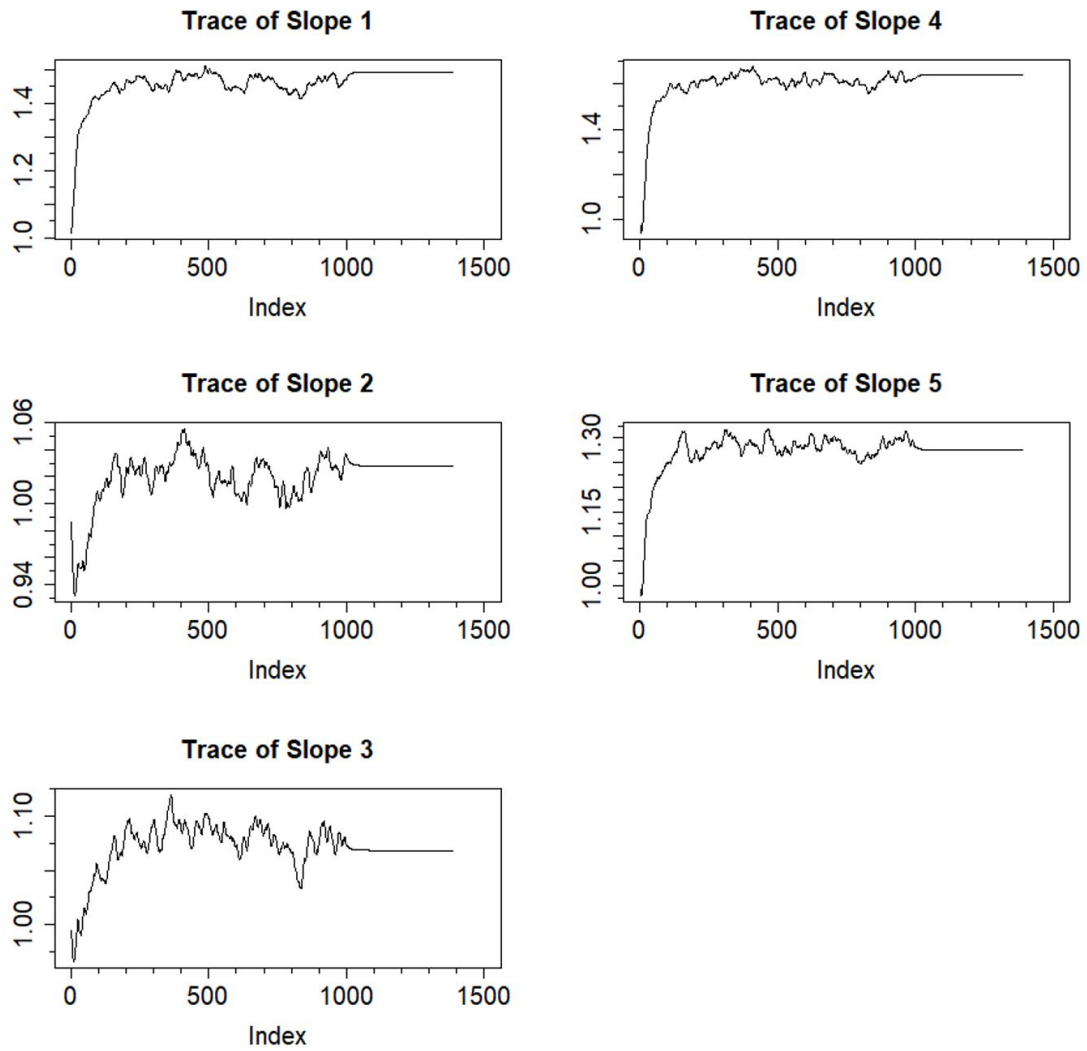 Trace of Slope 1
1.0 1.2 1.4
0 500 1000 1500
Index
Trace of Slope 4
1.0 1.4
0 500 1000 1500
Index
Trace of Slope 2
0.94 1.00 1.06
0 500 1000 1500
Index
Trace of Slope 5
1.00 1.15 1.30
0 500 1000 1500
Index
Trace of Slope 3
1.00 1.10
0 500 1000 1500
Index